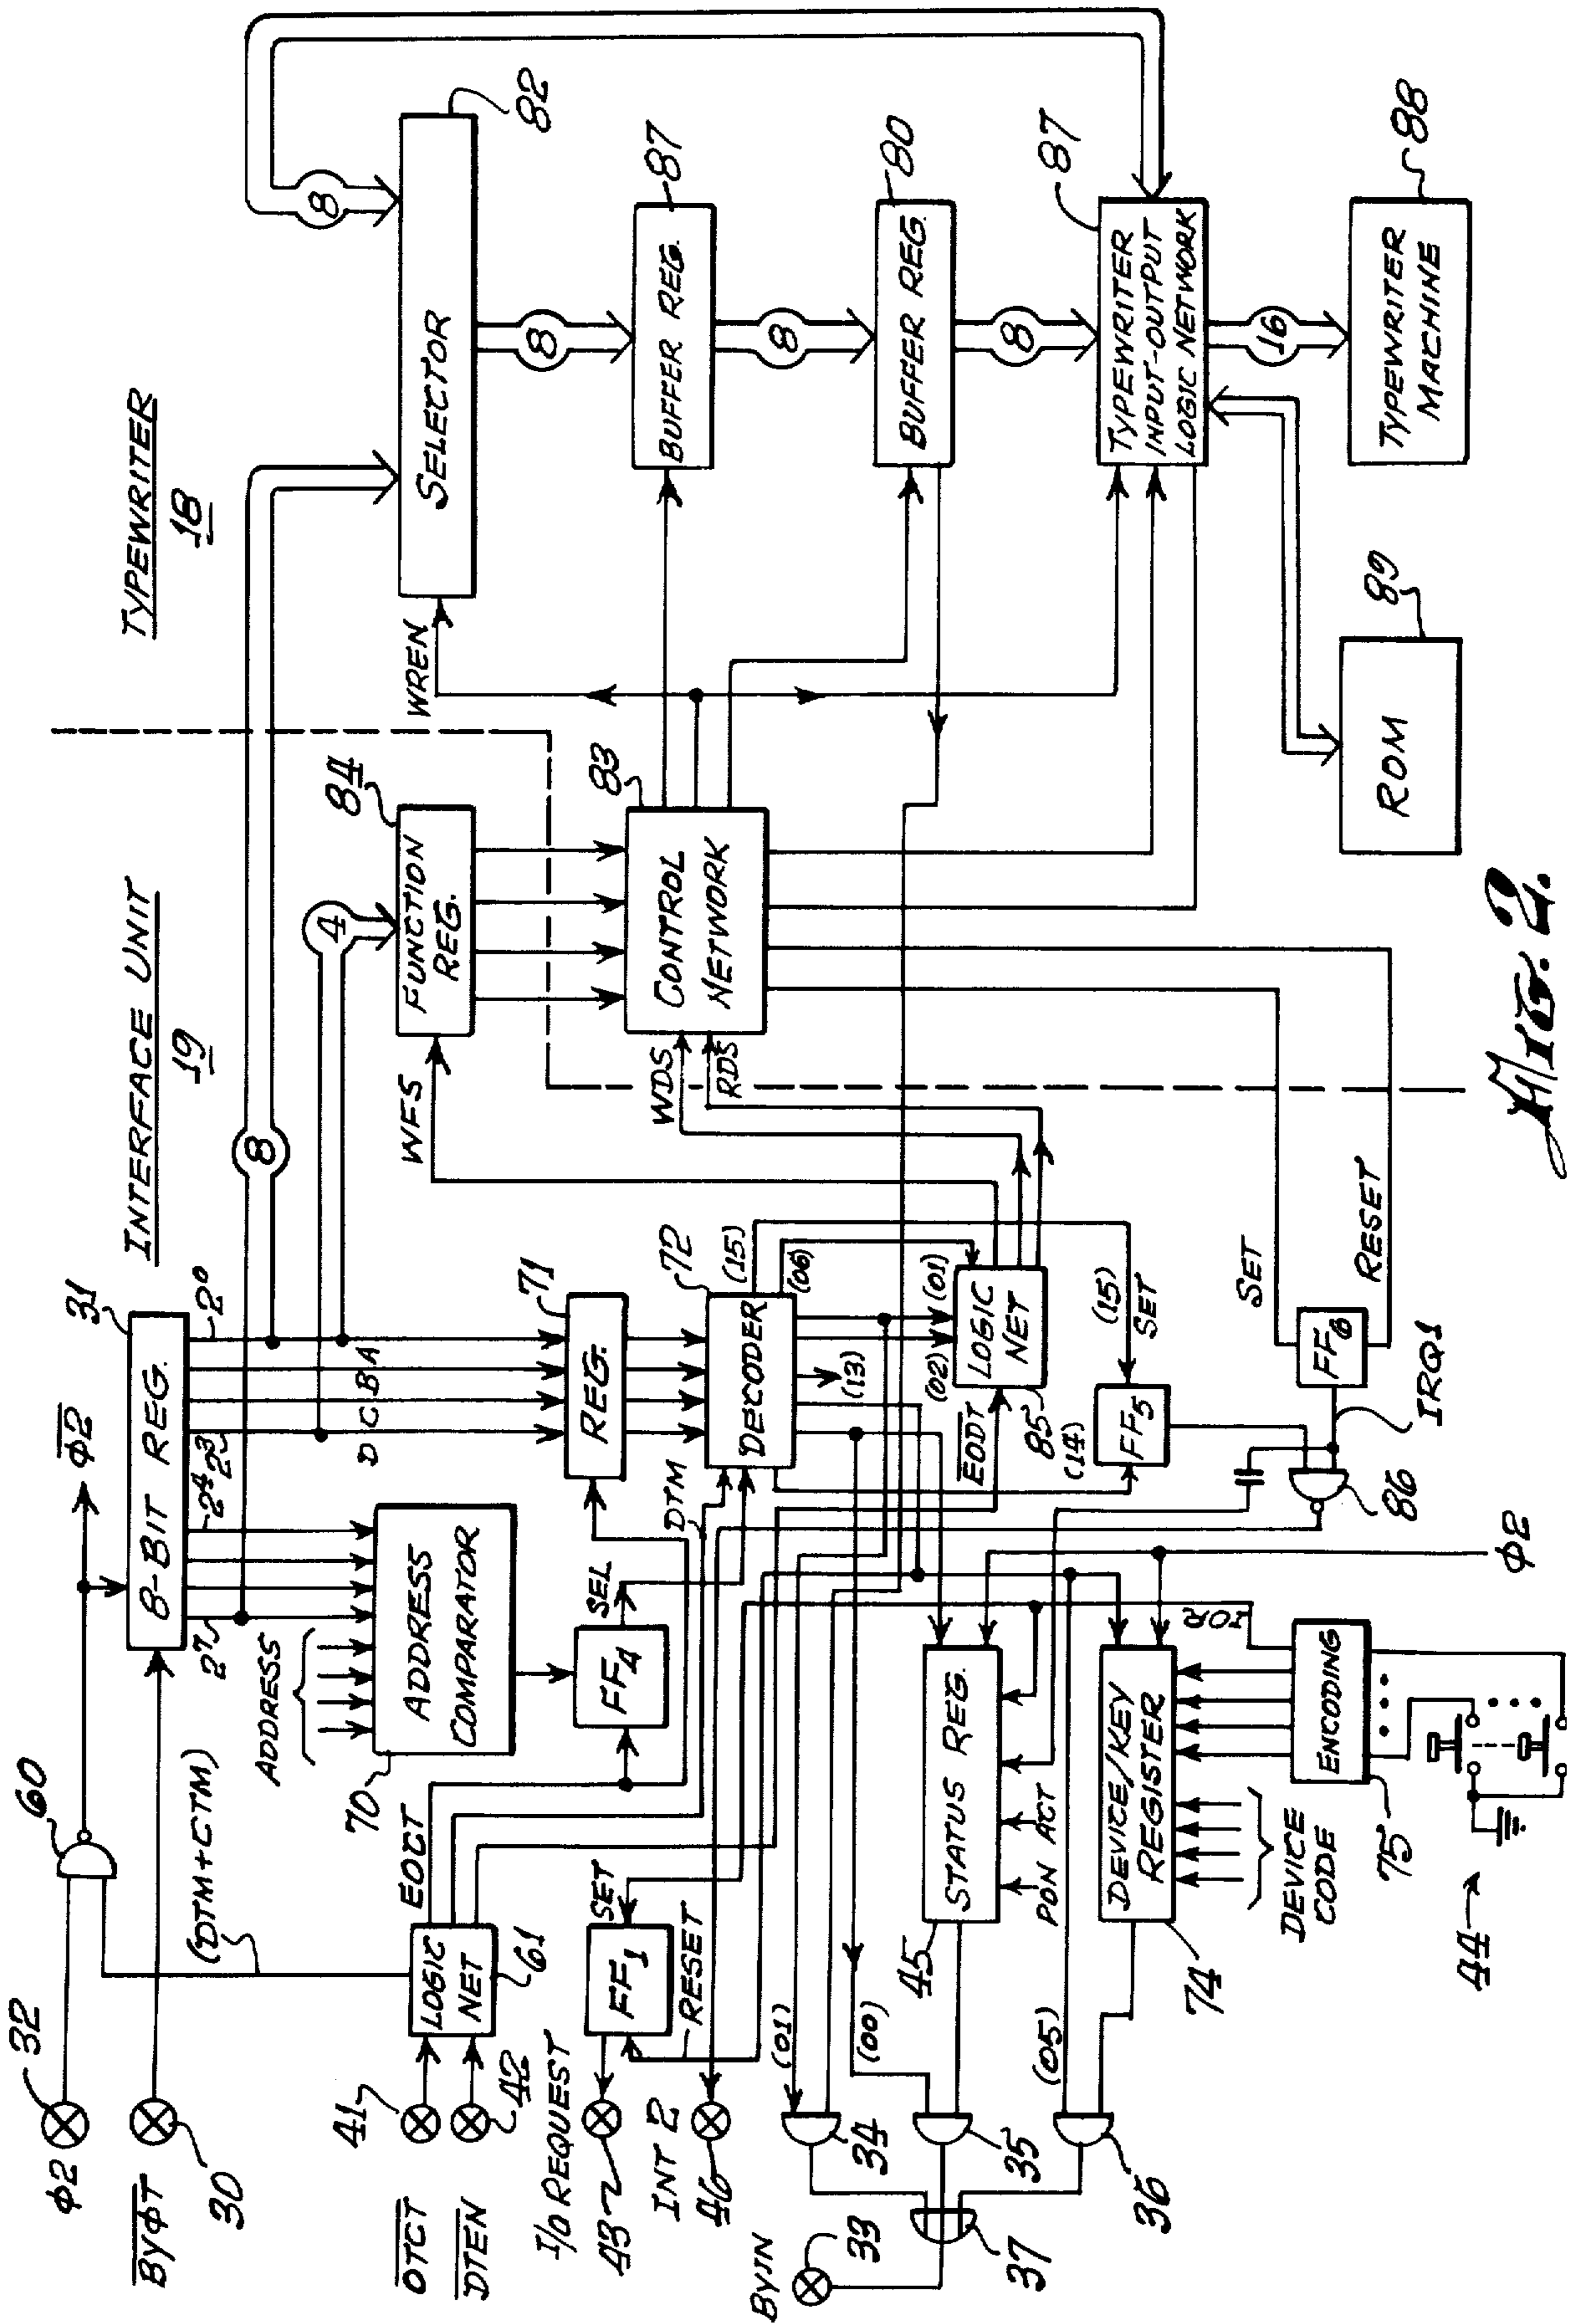 TYPEWRITER
18
INTERFACE UNIT
19
φ2
32
60
φ2
31
ByφT
30
8-BIT REG.
2⁷
2⁴
2³
2⁰
8
4
8
(DTM+CTM)
ADDRESS
D C B A
ADDRESS
COMPARATOR
70
OTCT
41
DTEN
42
LOGIC
NET
61
EOCT
FF4
SEL
REG.
71
DTM
DECODER
72
(15)
(06)
(13)
(02)
(01)
WFS
FUNCTION
REG.
84
WREN
SELECTOR
82
8
BUFFER REG.
87
8
BUFFER REG.
80
8
CONTROL
NETWORK
83
WDS
RDS
I/O REQUEST
43
SET
FF1
RESET
INT 2
46
EODT
LOGIC
NET
85
(14)
(15)
SET
FF5
(01)
(00)
(05)
34
35
36
37
ByIN
33
45
STATUS REG.
PON ACT
DEVICE/KEY
REGISTER
74
DEVICE
CODE
IOR
ENCODING
75
44
φ2
86
IRQ1
FF6
SET
RESET
TYPEWRITER
INPUT-OUTPUT
LOGIC NETWORK
87
16
TYPEWRITER
MACHINE
88
ROM
89
Fig. 2.